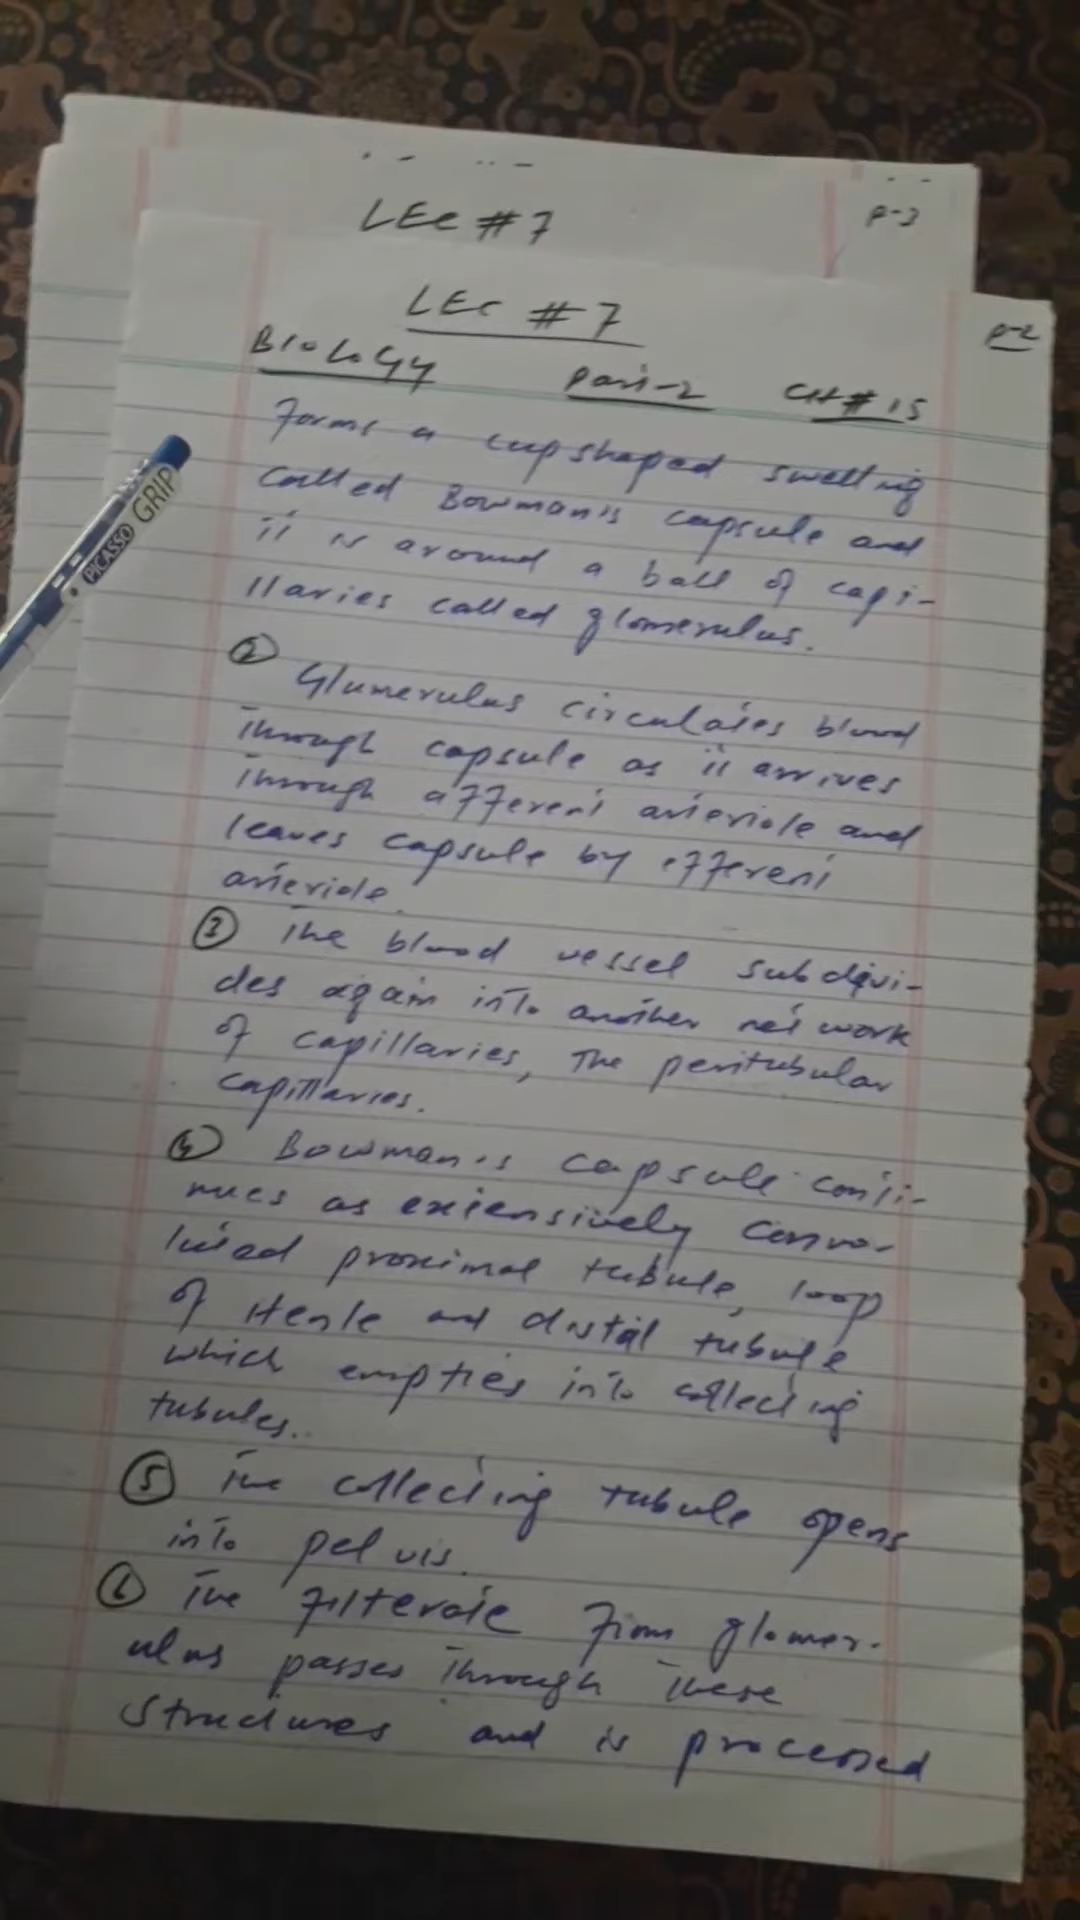 LEC #7
P-3
LEC #7
P-2
BIOLOGY Part-2 CH#15
Forms a cup shaped swelling
called Bowman's capsule and
it is around a ball of capi-
llaries called glomerulus.
② Glumerulus circulates blood
through capsule as it arrives
through afferent arteriole and
leaves capsule by efferent
arteriole.
③ The blood vessel subdivi-
des again into another net work
of capillaries, The peritubular
capillaries.
④ Bowman's capsule conti-
nues as extensively convo-
luted proximal tubule, loop
of Henle and distal tubule
which empties into collecting
tubules.
⑤ The collecting tubule opens
into pelvis.
⑥ The filterate from glomer-
ulus passes through these
structures and is processed
PICASSO GRIP